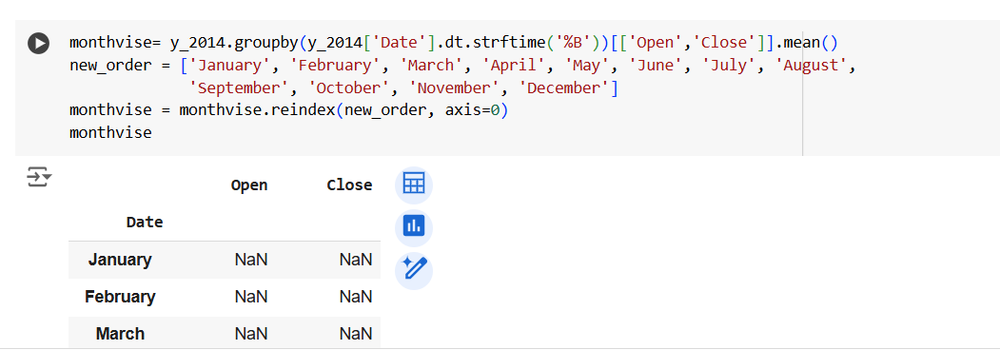 monthvise= y_2014.groupby(y_2014['Date'].dt.strftime('%B'))[['Open','Close']].mean()
new_order = ['January', 'February', 'March', 'April', 'May', 'June', 'July', 'August',
'September', 'October', 'November', 'December']
monthvise = monthvise.reindex(new_order, axis=0)
monthvise
Open Close
Date
January NaN NaN
February NaN NaN
March NaN NaN